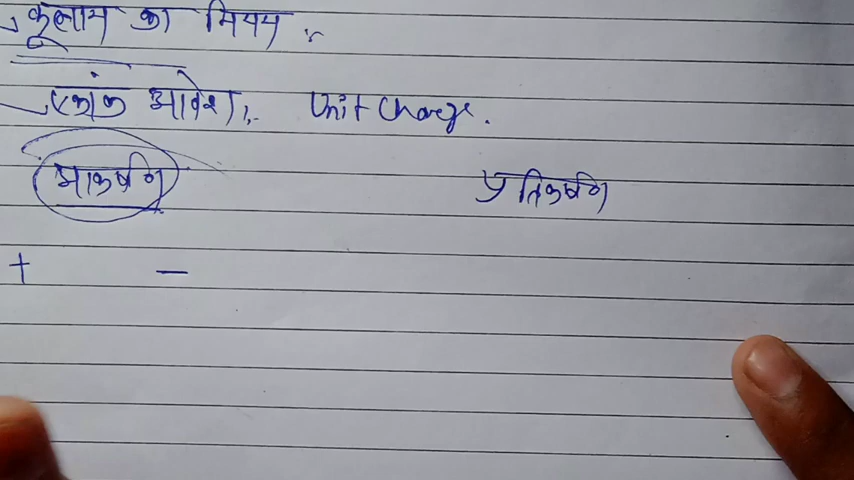 कूलाम का नियम :-
एकांक आवेश :- Unit Charge.
आकर्षण प्रतिकर्षण
+ –